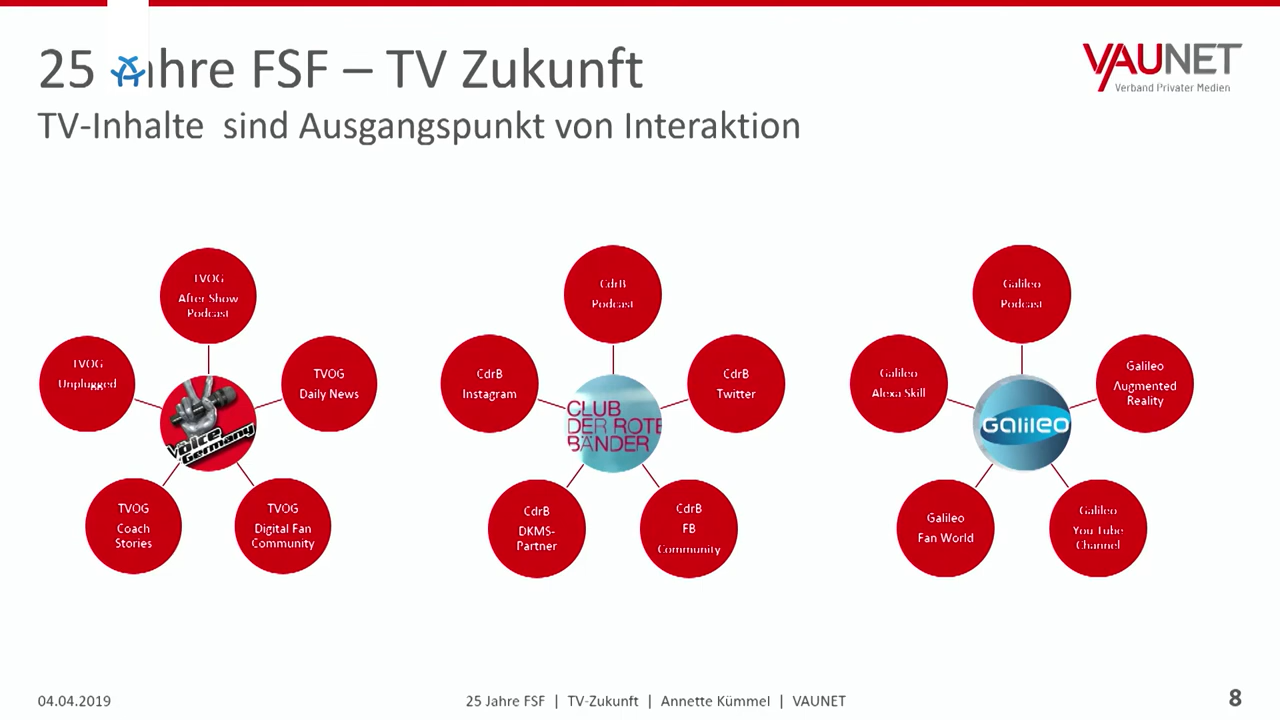 25 Jahre FSF – TV Zukunft
VAUNET
Verband Privater Medien
TV-Inhalte sind Ausgangspunkt von Interaktion
TVOG
After Show
Podcast
TVOG
Unplugged
TVOG
Daily News
The Voice
Germany
TVOG
Coach
Stories
TVOG
Digital Fan
Community
CdrB
Podcast
CdrB
Instagram
CdrB
Twitter
CLUB
DER ROTE
BÄNDER
CdrB
DKMS-
Partner
CdrB
FB
Community
Galileo
Podcast
Galileo
Alexa Skill
Galileo
Augmented
Reality
Galileo
Galileo
Fan World
Galileo
You Tube
Channel
04.04.2019
25 Jahre FSF | TV-Zukunft | Annette Kümmel | VAUNET
8